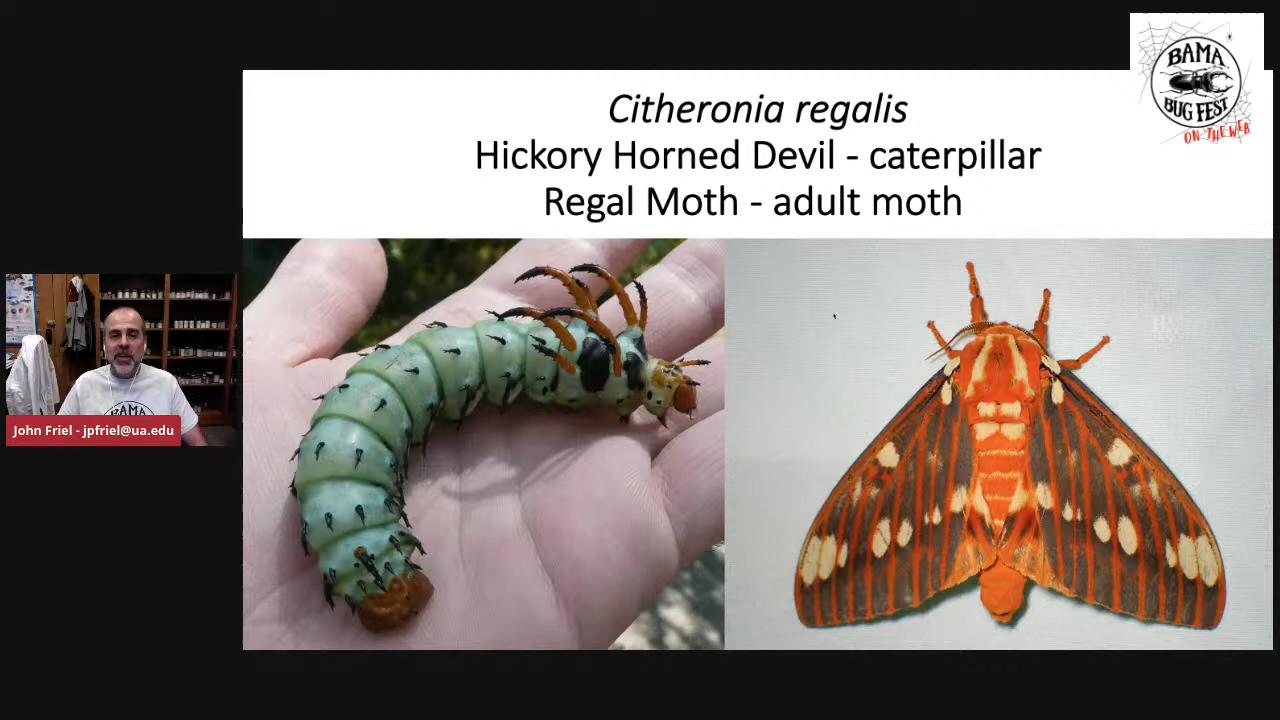 Citheronia regalis
Hickory Horned Devil - caterpillar
Regal Moth - adult moth
BAMA
BUG FEST
ON THE WEB
BAMA
John Friel - jpfriel@ua.edu